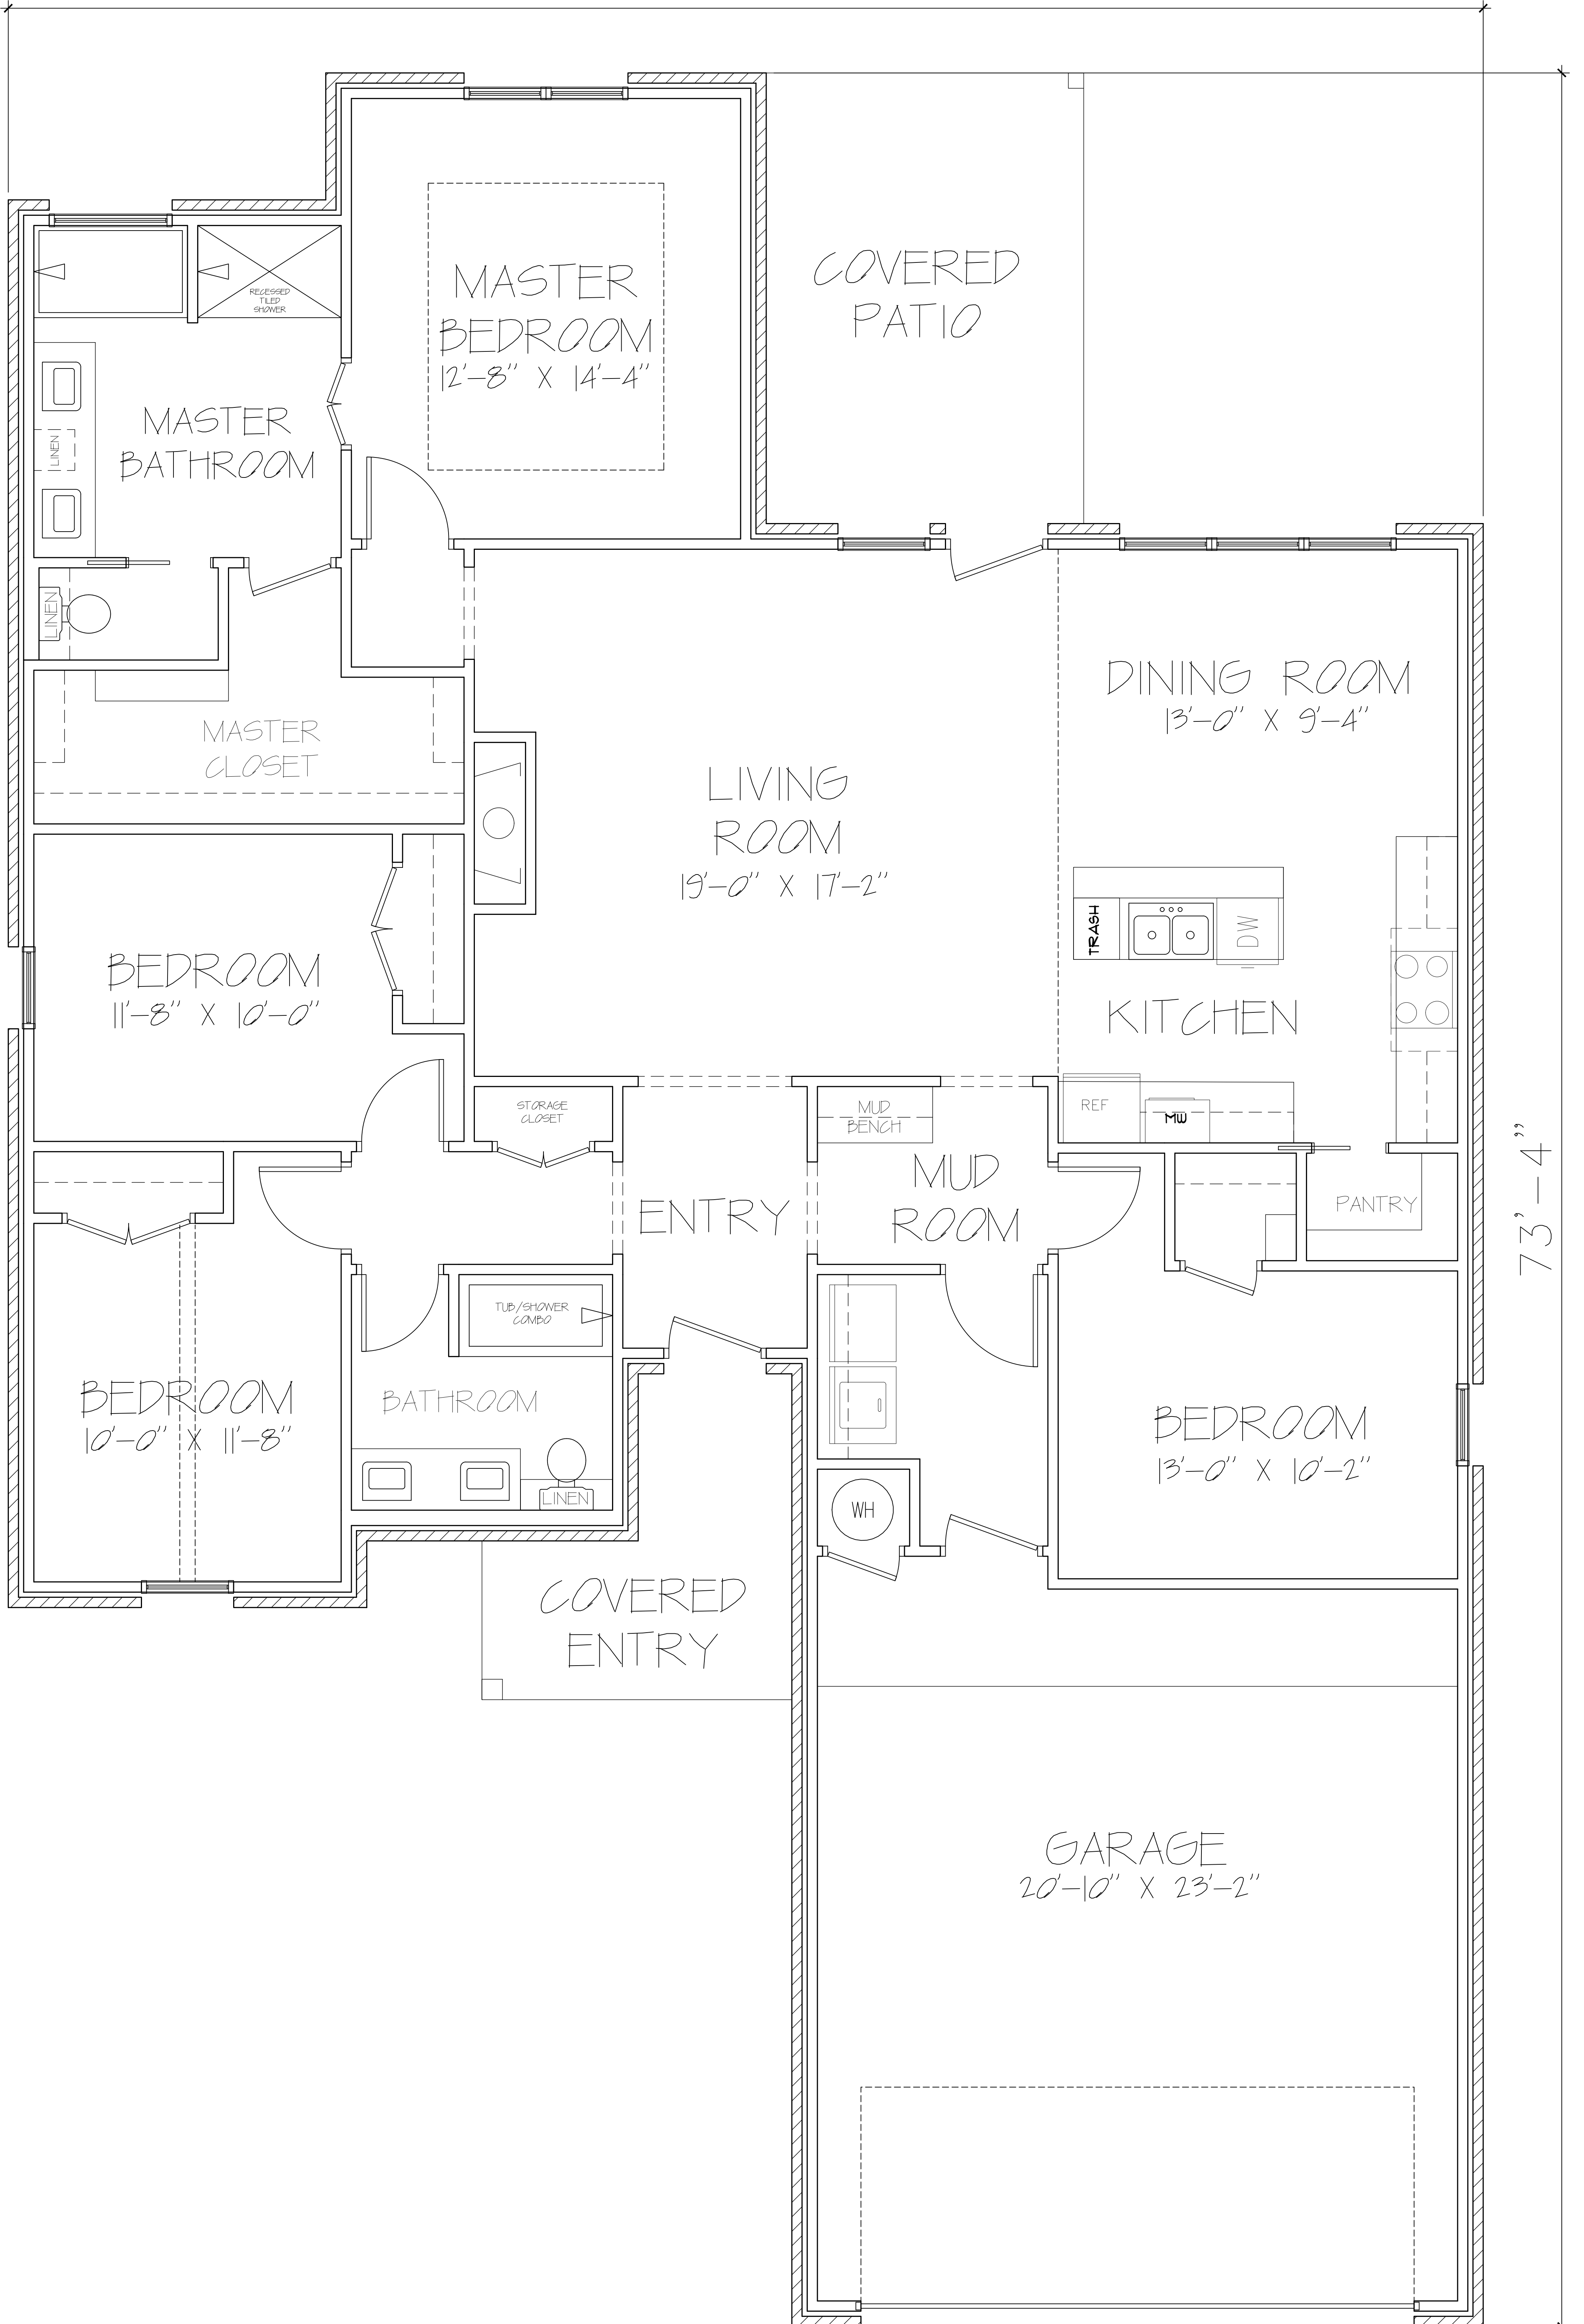 COVERED
PATIO
MASTER
BEDROOM
12'-8" X 14'-4"
RECESSED
TILED
SHOWER
MASTER
BATHROOM
LINEN
LINEN
MASTER
CLOSET
DINING ROOM
13'-0" X 9'-4"
LIVING
ROOM
19'-0" X 17'-2"
TRASH
DW
KITCHEN
BEDROOM
11'-8" X 10'-0"
STORAGE
CLOSET
MUD
BENCH
REF
MW
MUD
ROOM
ENTRY
PANTRY
73'-4"
TUB/SHOWER
COMBO
BEDROOM
10'-0" X 11'-8"
BATHROOM
LINEN
BEDROOM
13'-0" X 10'-2"
WH
COVERED
ENTRY
GARAGE
20'-10" X 23'-2"